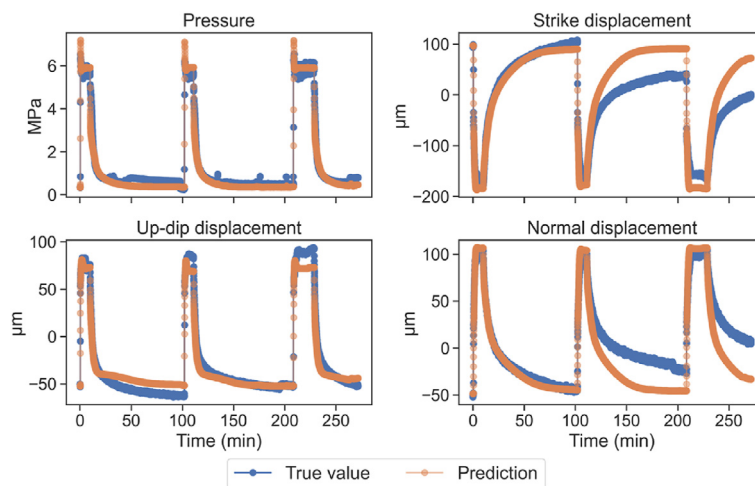 Pressure
Strike displacement
MPa
6
4
2
0
µm
100
0
−100
−200
Up-dip displacement
Normal displacement
µm
100
50
0
−50
µm
100
50
0
−50
0 50 100 150 200 250
0 50 100 150 200 250
Time (min)
Time (min)
True value Prediction